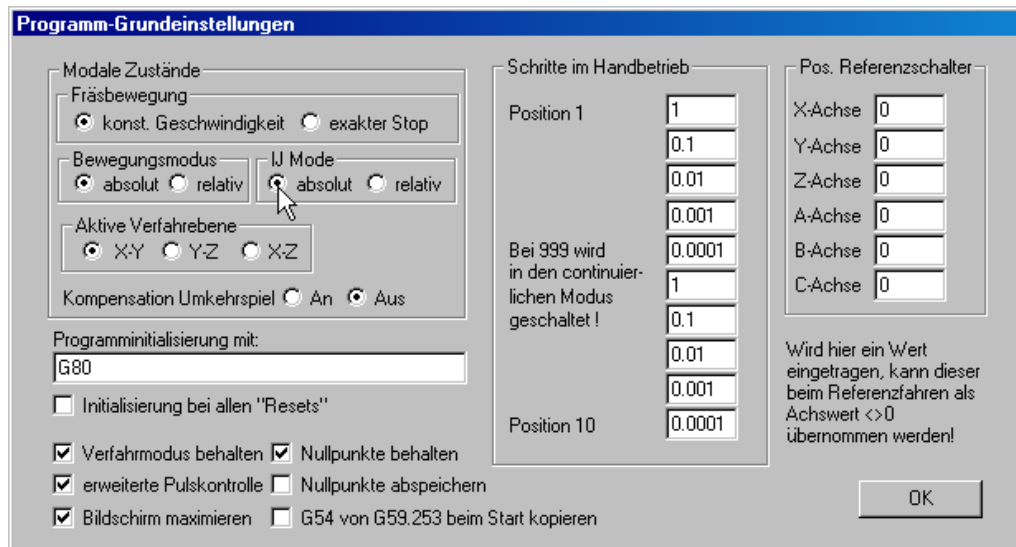 Programm-Grundeinstellungen
Modale Zustände
Fräsbewegung
konst. Geschwindigkeit exakter Stop
Bewegungsmodus
absolut relativ
IJ Mode
absolut relativ
Aktive Verfahrebene
X-Y Y-Z X-Z
Kompensation Umkehrspiel An Aus
Programminitialisierung mit:
G80
Initialisierung bei allen "Resets"
Verfahrmodus behalten Nullpunkte behalten
erweiterte Pulskontrolle Nullpunkte abspeichern
Bildschirm maximieren G54 von G59.253 beim Start kopieren
Schritte im Handbetrieb
Position 1 1
0.1
0.01
0.001
0.0001
Bei 999 wird
in den continuier-
lichen Modus
geschaltet !
1
0.1
0.01
0.001
Position 10 0.0001
Pos. Referenzschalter
X-Achse 0
Y-Achse 0
Z-Achse 0
A-Achse 0
B-Achse 0
C-Achse 0
Wird hier ein Wert
eingetragen, kann dieser
beim Referenzfahren als
Achswert <>0
übernommen werden!
OK